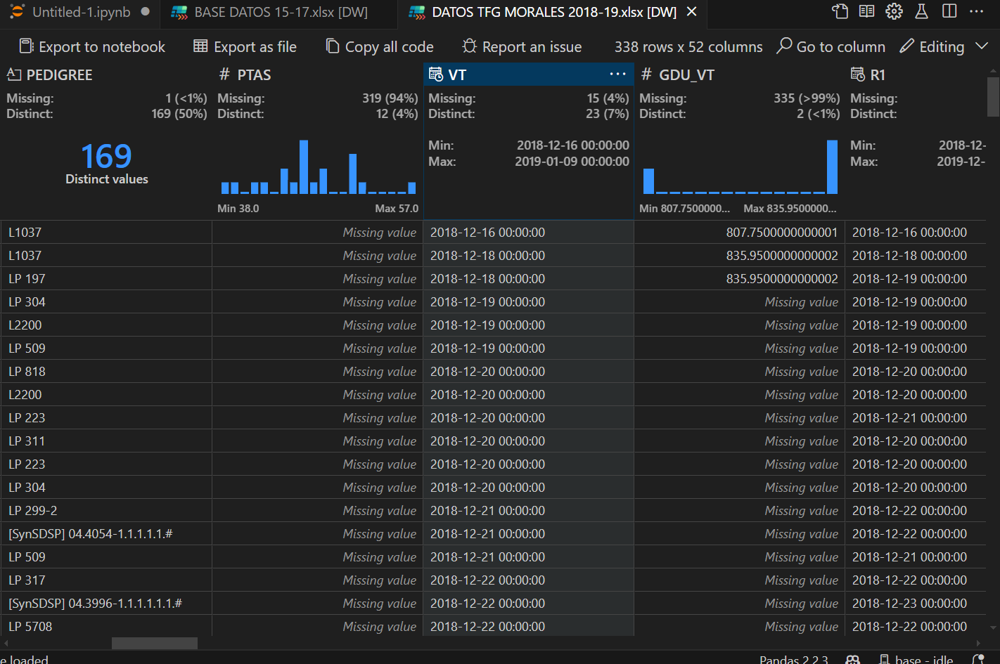 Untitled-1.ipynb
BASE DATOS 15-17.xlsx [DW]
DATOS TFG MORALES 2018-19.xlsx [DW]
Export to notebook
Export as file
Copy all code
Report an issue
338 rows x 52 columns
Go to column
Editing
PEDIGREE
Missing: 1 (<1%)
Distinct: 169 (50%)
169
Distinct values
# PTAS
Missing: 319 (94%)
Distinct: 12 (4%)
Min 38.0 Max 57.0
VT ...
Missing: 15 (4%)
Distinct: 23 (7%)
Min: 2018-12-16 00:00:00
Max: 2019-01-09 00:00:00
# GDU_VT
Missing: 335 (>99%)
Distinct: 2 (<1%)
Min 807.7500000... Max 835.9500000...
R1
Missing:
Distinct:
Min: 2018-12-
Max: 2019-12-
L1037 Missing value 2018-12-16 00:00:00 807.7500000000001 2018-12-16 00:00:00
L1037 Missing value 2018-12-18 00:00:00 835.9500000000002 2018-12-18 00:00:00
LP 197 Missing value 2018-12-18 00:00:00 835.9500000000002 2018-12-19 00:00:00
LP 304 Missing value 2018-12-19 00:00:00 Missing value 2018-12-19 00:00:00
L2200 Missing value 2018-12-19 00:00:00 Missing value 2018-12-19 00:00:00
LP 509 Missing value 2018-12-19 00:00:00 Missing value 2018-12-19 00:00:00
LP 818 Missing value 2018-12-20 00:00:00 Missing value 2018-12-20 00:00:00
L2200 Missing value 2018-12-20 00:00:00 Missing value 2018-12-20 00:00:00
LP 223 Missing value 2018-12-20 00:00:00 Missing value 2018-12-21 00:00:00
LP 311 Missing value 2018-12-20 00:00:00 Missing value 2018-12-20 00:00:00
LP 223 Missing value 2018-12-20 00:00:00 Missing value 2018-12-20 00:00:00
LP 304 Missing value 2018-12-20 00:00:00 Missing value 2018-12-20 00:00:00
LP 299-2 Missing value 2018-12-21 00:00:00 Missing value 2018-12-22 00:00:00
[SynSDSP] 04.4054-1.1.1.1.1.# Missing value 2018-12-21 00:00:00 Missing value 2018-12-22 00:00:00
LP 509 Missing value 2018-12-21 00:00:00 Missing value 2018-12-21 00:00:00
LP 317 Missing value 2018-12-22 00:00:00 Missing value 2018-12-22 00:00:00
[SynSDSP] 04.3996-1.1.1.1.1.1.# Missing value 2018-12-22 00:00:00 Missing value 2018-12-23 00:00:00
LP 5708 Missing value 2018-12-22 00:00:00 Missing value 2018-12-22 00:00:00
e loaded
Pandas 2.2.3
base - idle